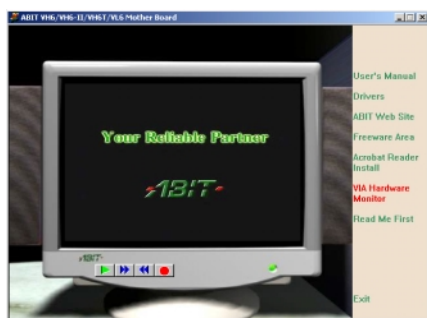 ABIT VH6/VH6-II/VH6T/VL6 Mother Board
Your Reliable Partner
ABIT
ABIT
User's Manual
Drivers
ABIT Web Site
Freeware Area
Acrobat Reader
Install
VIA Hardware
Monitor
Read Me First
Exit